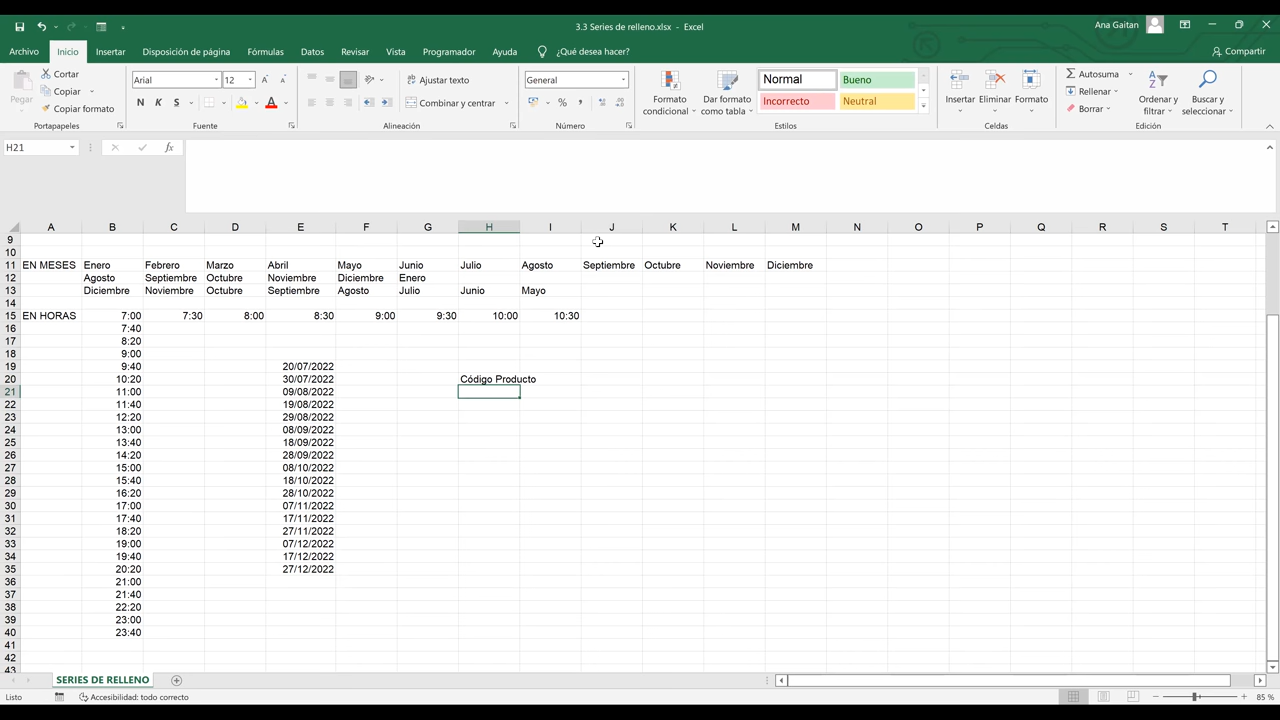 3.3 Series de relleno.xlsx - Excel
Ana Gaitan
Archivo Inicio Insertar Disposición de página Fórmulas Datos Revisar Vista Programador Ayuda ¿Qué desea hacer? Compartir
Pegar
Cortar
Copiar
Copiar formato
Portapapeles
Arial 12
N K S
Fuente
Ajustar texto
Combinar y centrar
Alineación
General
Número
Formato condicional
Dar formato como tabla
Normal Bueno
Incorrecto Neutral
Estilos
Insertar Eliminar Formato
Celdas
Autosuma
Rellenar
Borrar
Ordenar y filtrar
Buscar y seleccionar
Edición
H21 fx
A B C D E F G H I J K L M N O P Q R S T
9
10
11 EN MESES Enero Febrero Marzo Abril Mayo Junio Julio Agosto Septiembre Octubre Noviembre Diciembre
12 Agosto Septiembre Octubre Noviembre Diciembre Enero
13 Diciembre Noviembre Octubre Septiembre Agosto Julio Junio Mayo
14
15 EN HORAS 7:00 7:30 8:00 8:30 9:00 9:30 10:00 10:30
16 7:40
17 8:20
18 9:00
19 9:40 20/07/2022
20 10:20 30/07/2022 Código Producto
21 11:00 09/08/2022
22 11:40 19/08/2022
23 12:20 29/08/2022
24 13:00 08/09/2022
25 13:40 18/09/2022
26 14:20 28/09/2022
27 15:00 08/10/2022
28 15:40 18/10/2022
29 16:20 28/10/2022
30 17:00 07/11/2022
31 17:40 17/11/2022
32 18:20 27/11/2022
33 19:00 07/12/2022
34 19:40 17/12/2022
35 20:20 27/12/2022
36 21:00
37 21:40
38 22:20
39 23:00
40 23:40
41
42
43
SERIES DE RELLENO
Listo Accesibilidad: todo correcto 85 %